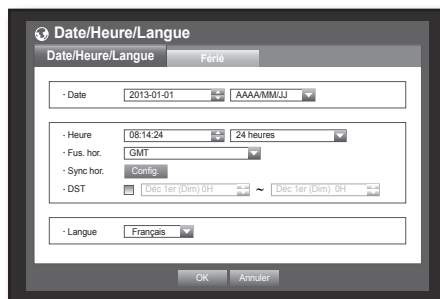 Date/Heure/Langue
Date/Heure/Langue Férié
· Date 2013-01-01 AAAA/MM/JJ
· Heure 08:14:24 24 heures
· Fus. hor. GMT
· Sync hor. Config.
· DST Déc 1er (Dim) 0H ~ Déc 1er (Dim) 0H
· Langue Français
OK Annuler